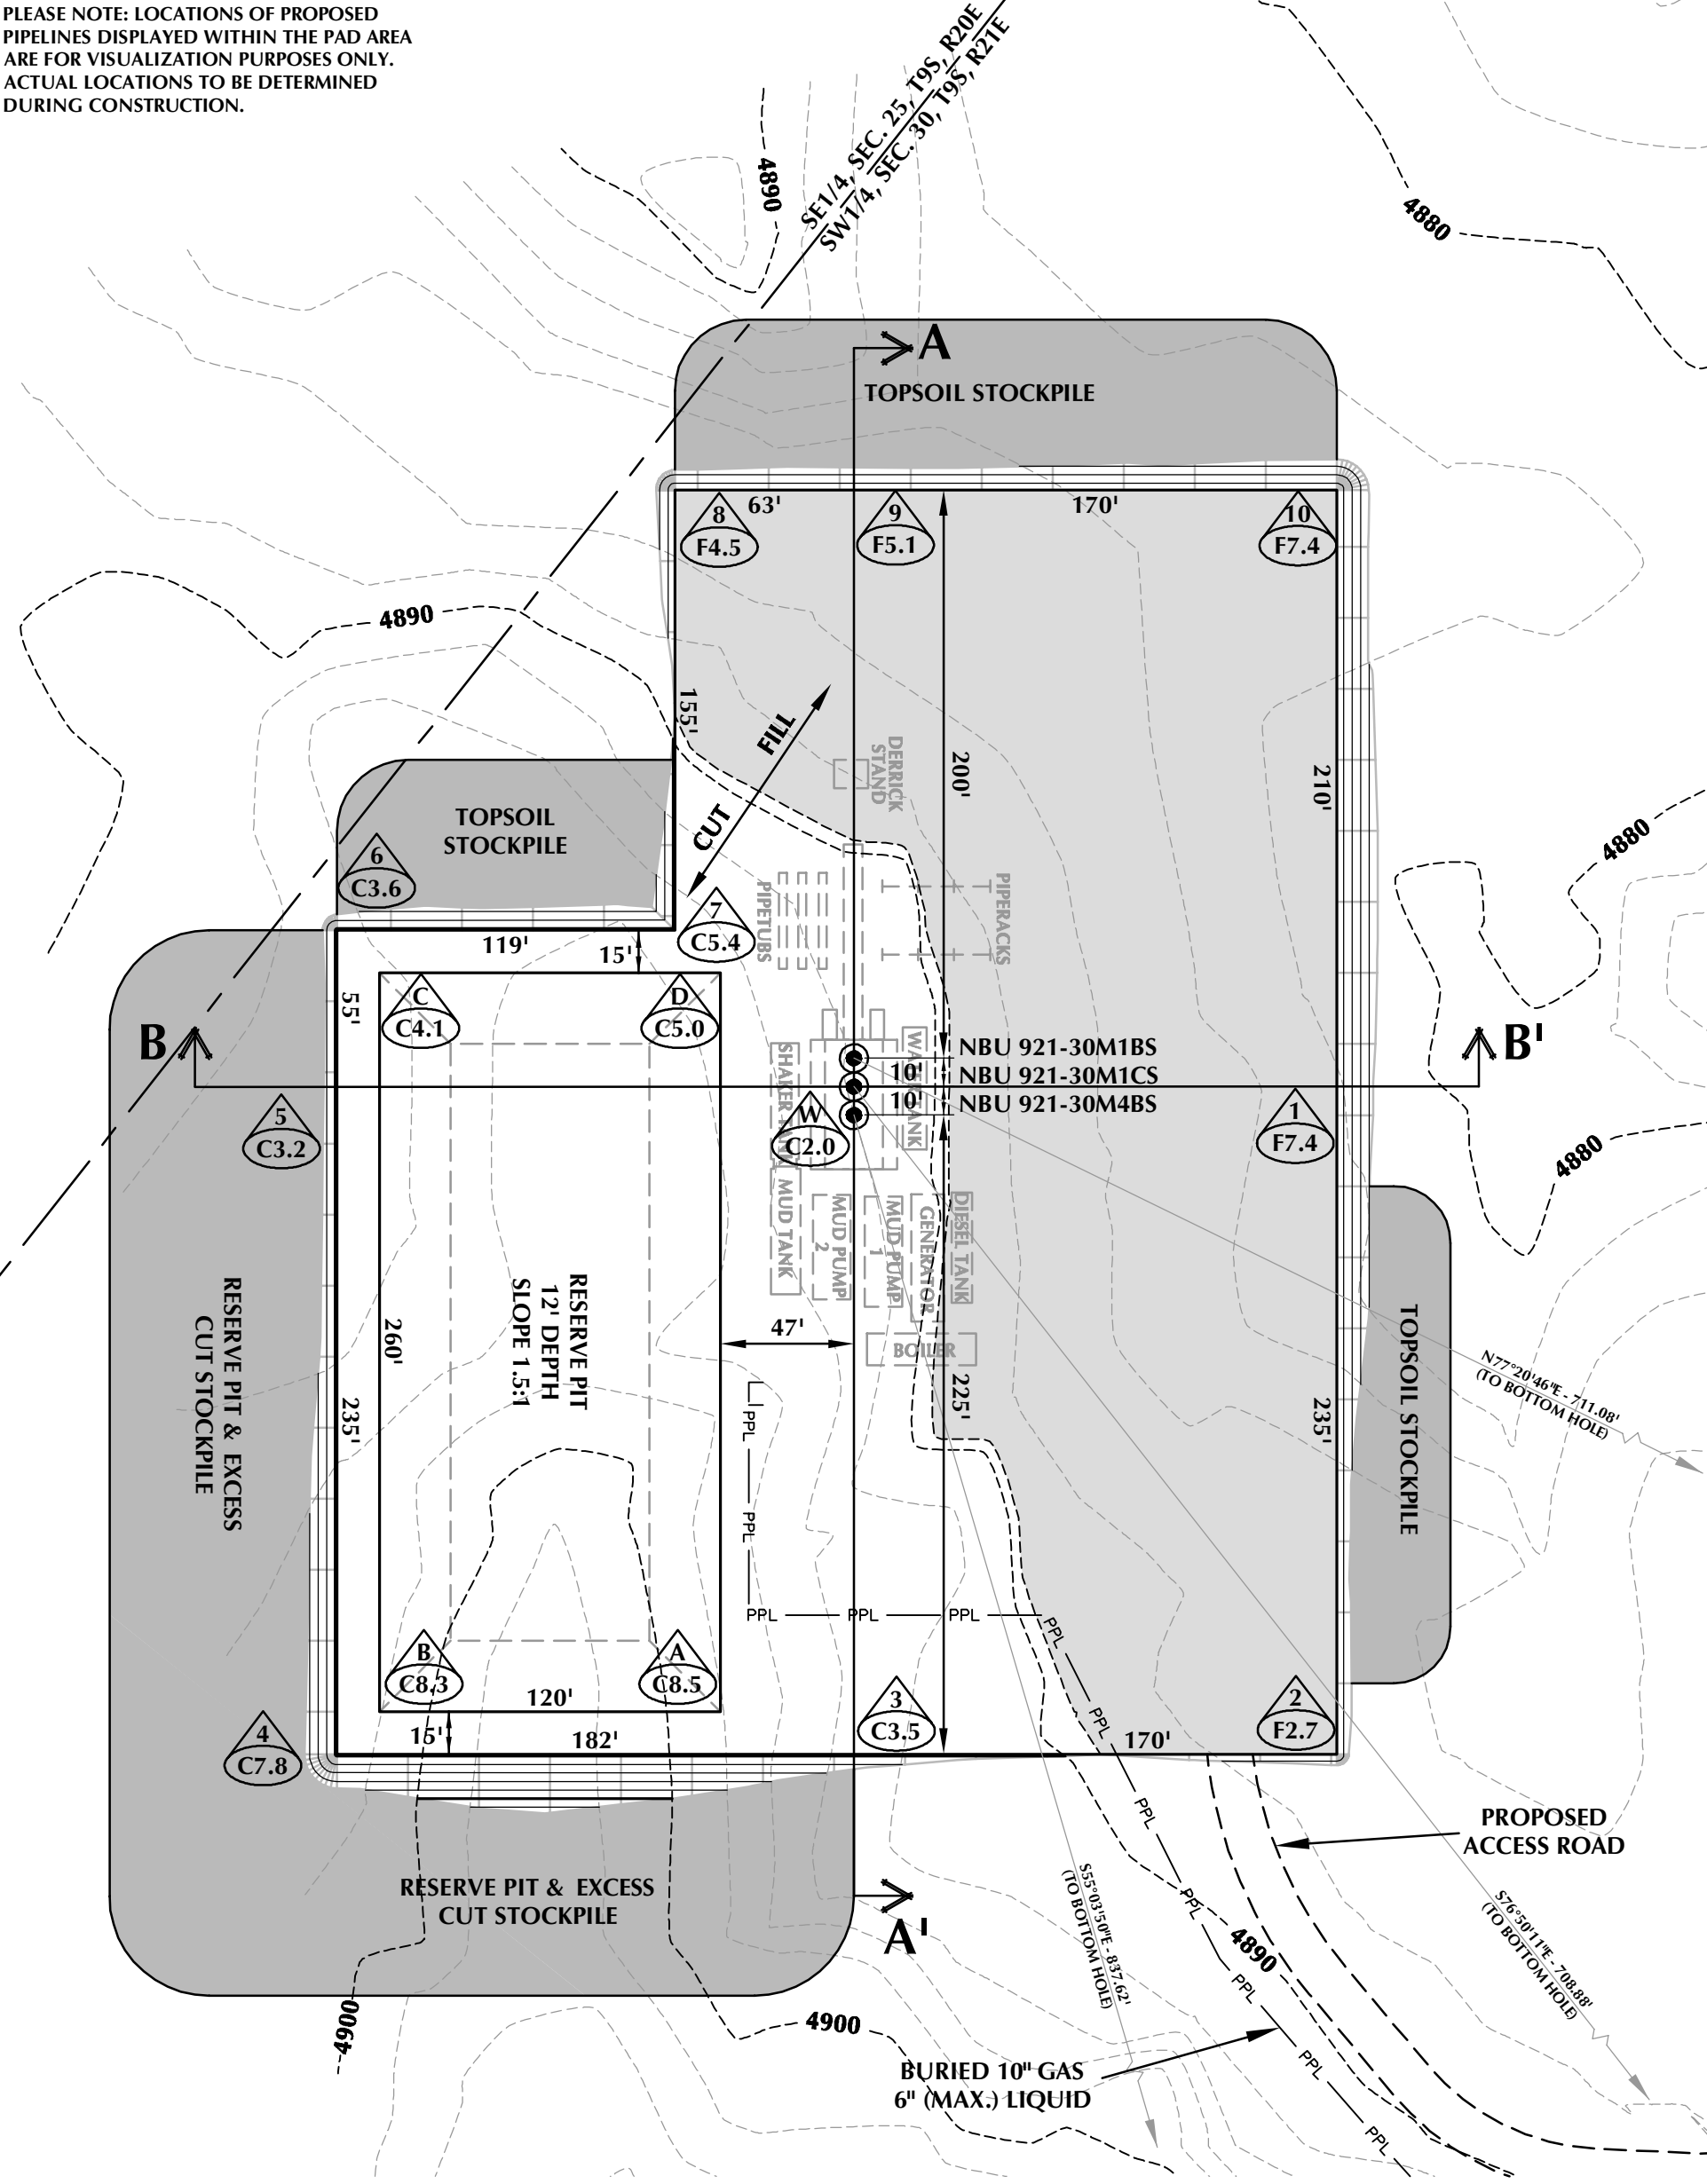 PLEASE NOTE: LOCATIONS OF PROPOSED
PIPELINES DISPLAYED WITHIN THE PAD AREA
ARE FOR VISUALIZATION PURPOSES ONLY.
ACTUAL LOCATIONS TO BE DETERMINED
DURING CONSTRUCTION.
SE1/4, SEC. 25, T9S, R20E
SW1/4, SEC. 30, T9S, R21E
4890
4880
A
TOPSOIL STOCKPILE
63'
170'
8
F4.5
9
F5.1
10
F7.4
4890
155'
FILL
CUT
DERRICK
STAND
200'
210'
TOPSOIL
STOCKPILE
4880
6
C3.6
7
C5.4
PIPETUBS
PIPERACKS
119'
15'
55'
C
C4.1
D
C5.0
B
B'
NBU 921-30M1BS
10'
NBU 921-30M1CS
10'
NBU 921-30M4BS
SHAKER TANK
WATER TANK
5
C3.2
W
C2.0
1
F7.4
4880
MUD TANK
MUD PUMP
2
MUD PUMP
1
GENERATOR
DIESEL TANK
BOILER
RESERVE PIT & EXCESS
CUT STOCKPILE
RESERVE PIT
12' DEPTH
SLOPE 1.5:1
260'
47'
235'
225'
235'
TOPSOIL STOCKPILE
N77°20'46"E - 711.08'
(TO BOTTOM HOLE)
PPL
PPL
PPL
PPL
PPL
PPL
B
C8.3
A
C8.5
120'
15'
182'
3
C3.5
170'
2
F2.7
PPL
4
C7.8
PPL
PROPOSED
ACCESS ROAD
RESERVE PIT & EXCESS
CUT STOCKPILE
A'
S55°03'50"E - 837.62'
(TO BOTTOM HOLE)
PPL
4890
S76°50'11"E - 708.88'
(TO BOTTOM HOLE)
PPL
4900
4900
BURIED 10" GAS
6" (MAX.) LIQUID
PPL
PPL